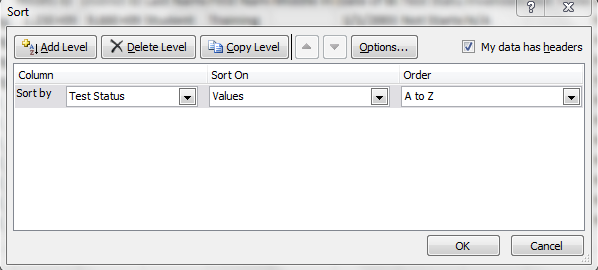 Sort
Add Level Delete Level Copy Level Options... My data has headers
Column Sort On Order
Sort by Test Status Values A to Z
OK Cancel